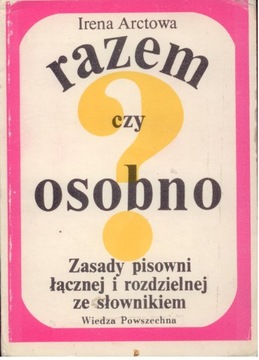 Irena Arctowa
razem
czy
?
osobno
Zasady pisowni
łącznej i rozdzielnej
ze słownikiem
Wiedza Powszechna